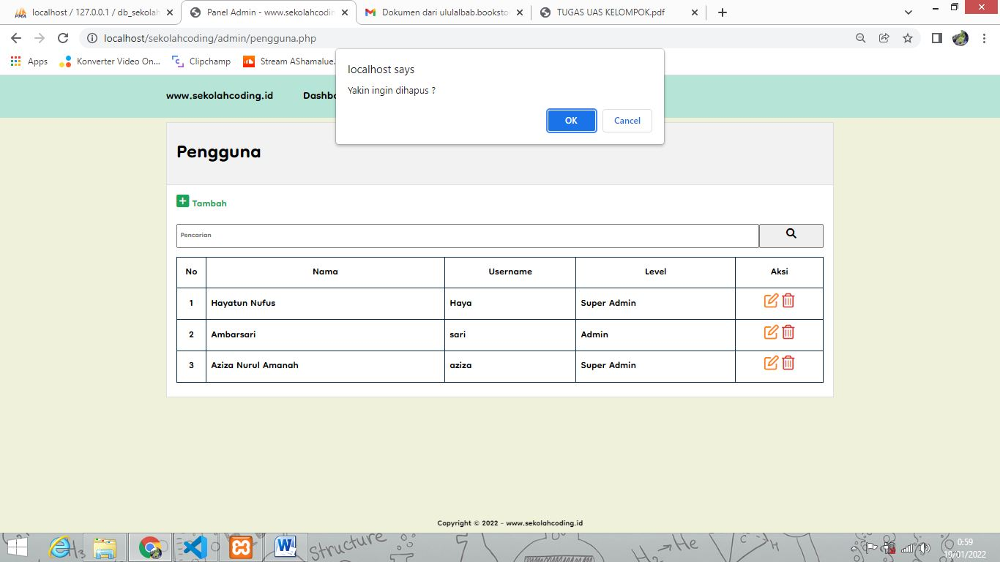 localhost / 127.0.0.1 / db_sekolah
Panel Admin - www.sekolahcodin
Dokumen dari ululalbab.booksto
TUGAS UAS KELOMPOK.pdf
localhost/sekolahcoding/admin/pengguna.php
Apps
Konverter Video On...
Clipchamp
Stream AShamalue.
localhost says
Yakin ingin dihapus ?
OK
Cancel
www.sekolahcoding.id
Dashbo
Pengguna
Tambah
Pencarian
No Nama Username Level Aksi
1 Hayatun Nufus Haya Super Admin
2 Ambarsari sari Admin
3 Aziza Nurul Amanah aziza Super Admin
Copyright © 2022 - www.sekolahcoding.id
structure
H₂→He
0:59
19/01/2022